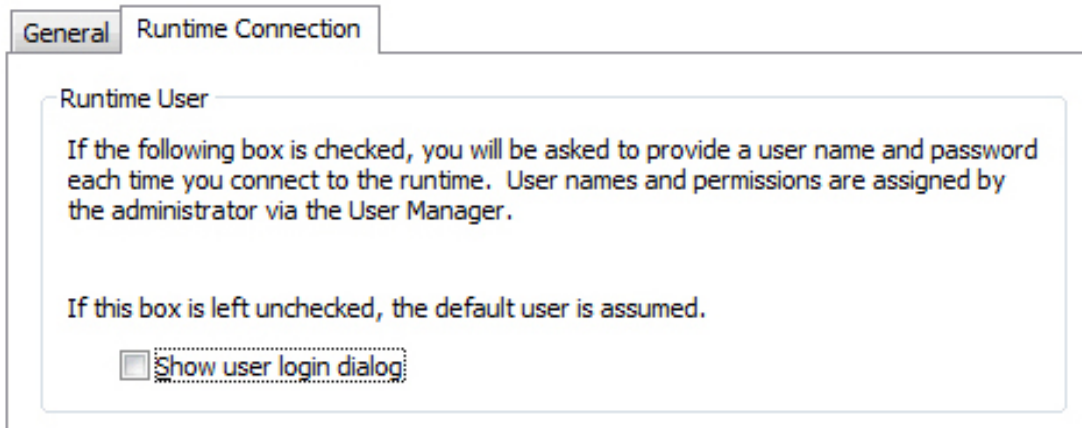 General
Runtime Connection
Runtime User
If the following box is checked, you will be asked to provide a user name and password
each time you connect to the runtime.  User names and permissions are assigned by
the administrator via the User Manager.
If this box is left unchecked, the default user is assumed.
Show user login dialog